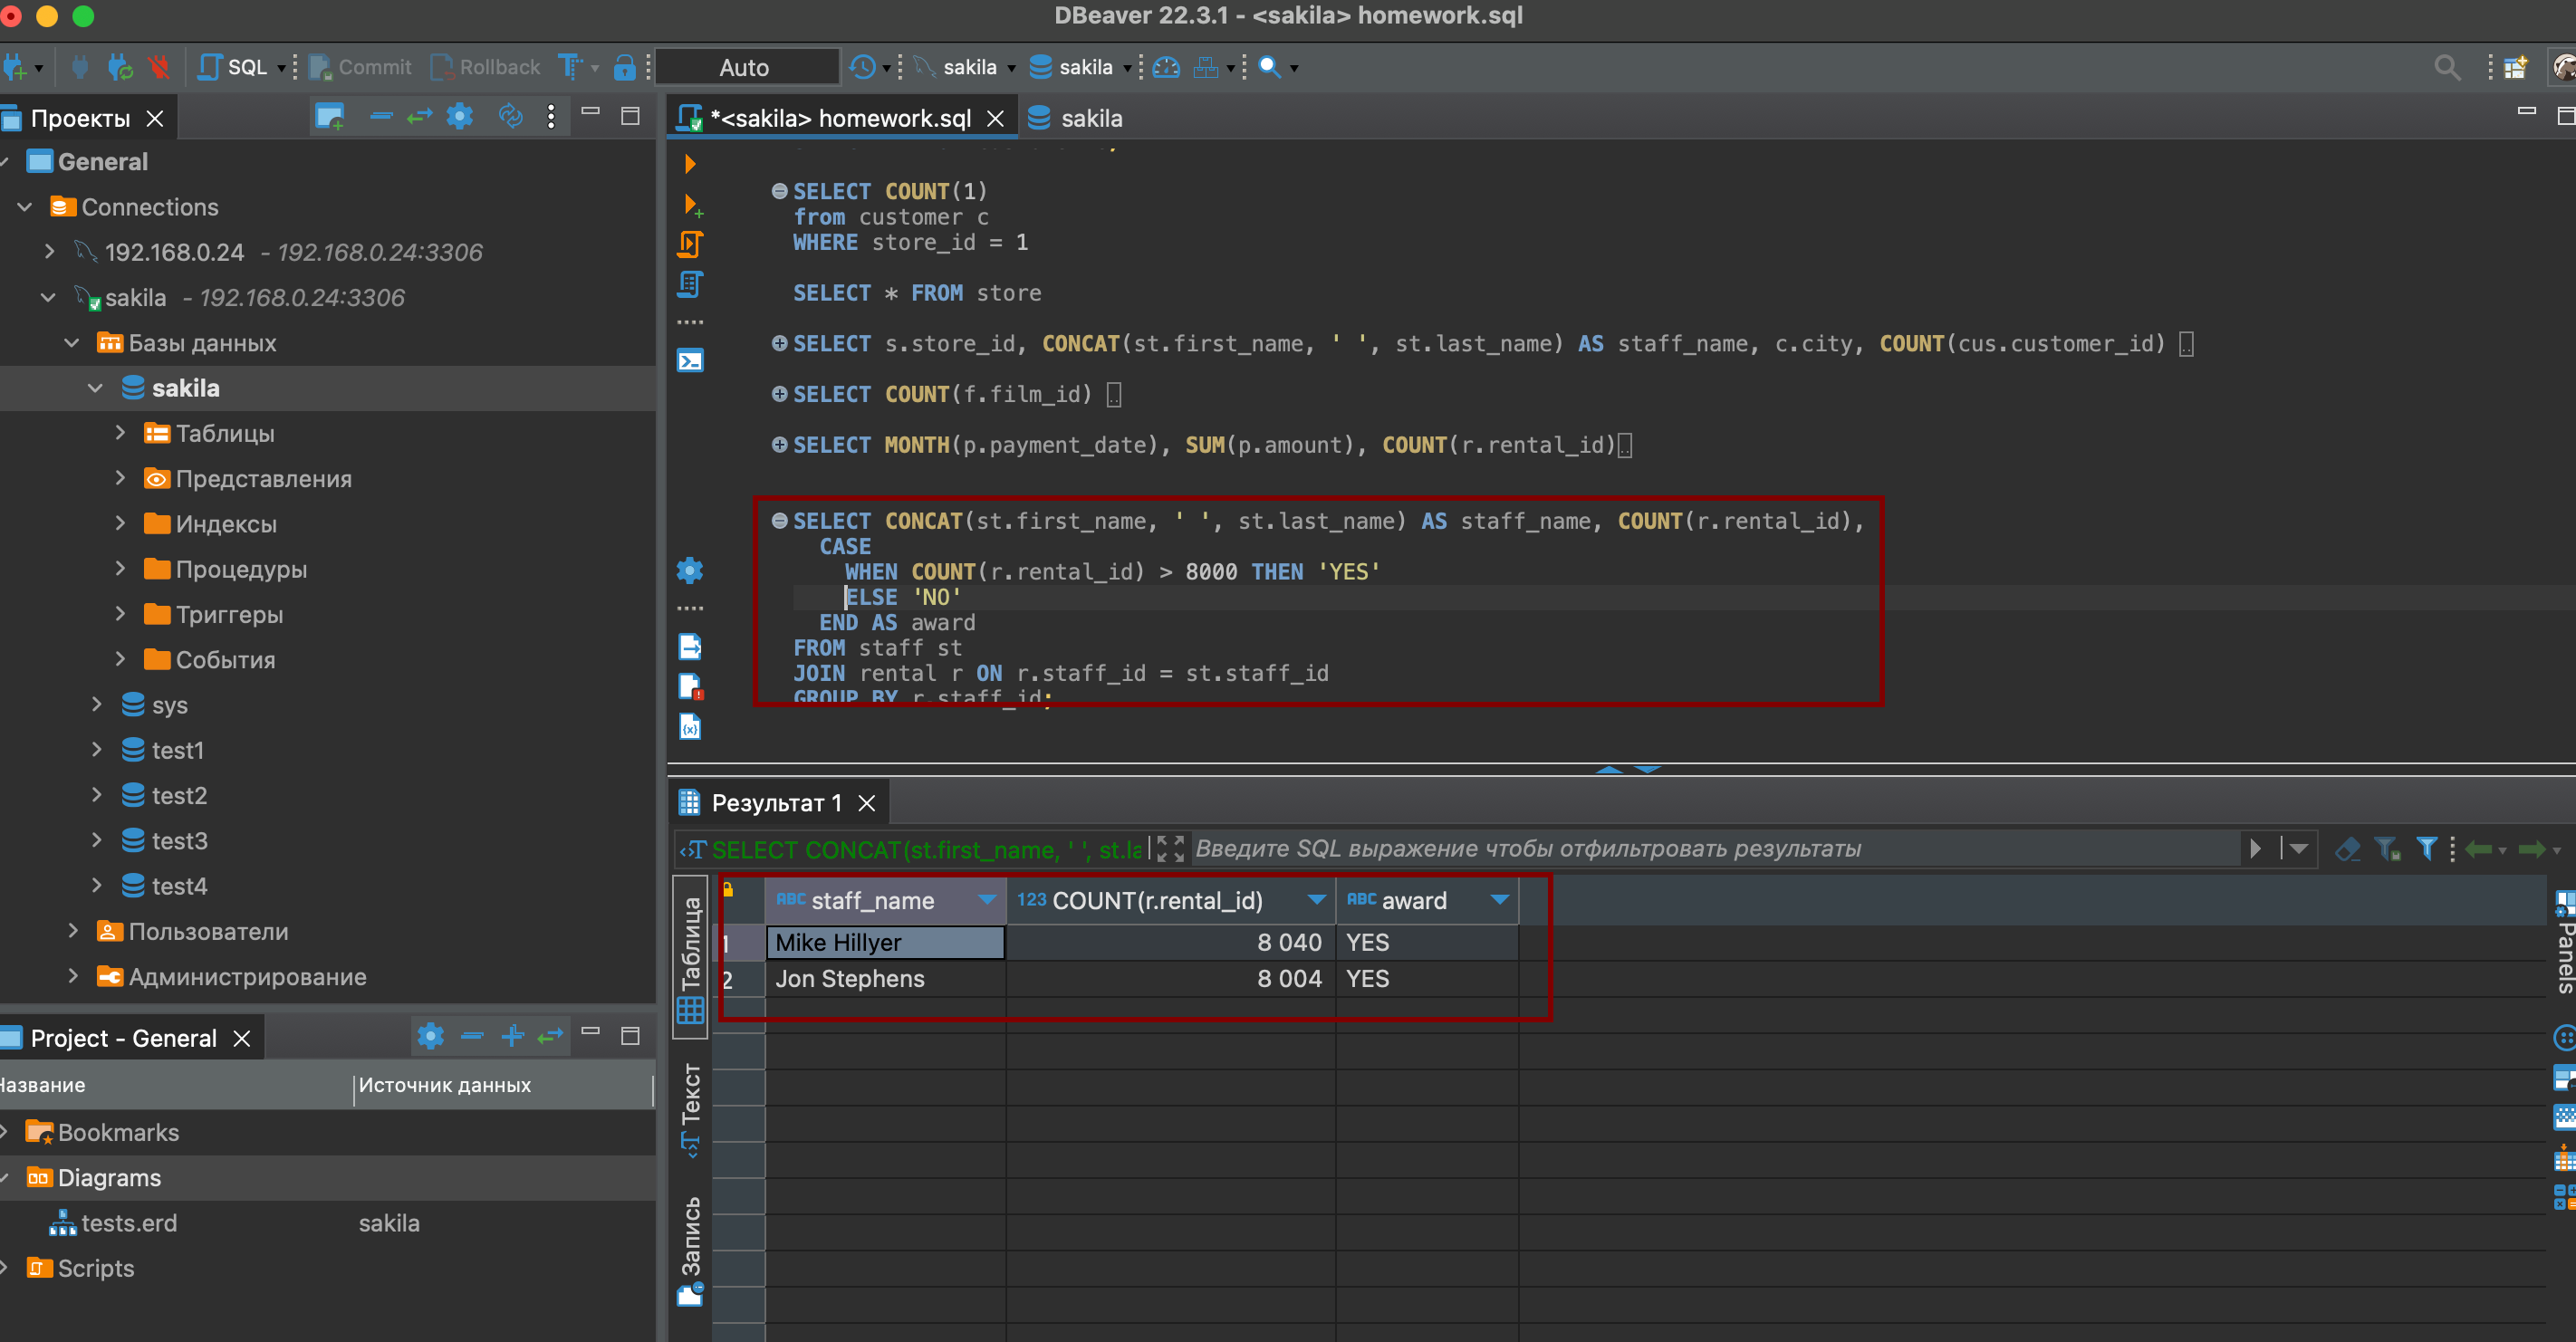 DBeaver 22.3.1 - <sakila> homework.sql
SQL
Commit
Rollback
Auto
sakila
sakila
Проекты
General
Connections
192.168.0.24 - 192.168.0.24:3306
sakila - 192.168.0.24:3306
Базы данных
sakila
Таблицы
Представления
Индексы
Процедуры
Триггеры
События
sys
test1
test2
test3
test4
Пользователи
Администрирование
Project - General
Источник данных
Bookmarks
Diagrams
tests.erd sakila
Scripts
*<sakila> homework.sql
sakila
SELECT COUNT(1)
from customer c
WHERE store_id = 1
SELECT * FROM store
SELECT s.store_id, CONCAT(st.first_name, ' ', st.last_name) AS staff_name, c.city, COUNT(cus.customer_id)
SELECT COUNT(f.film_id)
SELECT MONTH(p.payment_date), SUM(p.amount), COUNT(r.rental_id)
SELECT CONCAT(st.first_name, ' ', st.last_name) AS staff_name, COUNT(r.rental_id),
CASE
WHEN COUNT(r.rental_id) > 8000 THEN 'YES'
ELSE 'NO'
END AS award
FROM staff st
JOIN rental r ON r.staff_id = st.staff_id
GROUP BY r.staff_id;
Результат 1
SELECT CONCAT(st.first_name, ' ', st.la
Введите SQL выражение чтобы отфильтровать результаты
Таблица
Текст
Запись
ABC staff_name 123 COUNT(r.rental_id) ABC award
1 Mike Hillyer 8 040 YES
2 Jon Stephens 8 004 YES
Panels